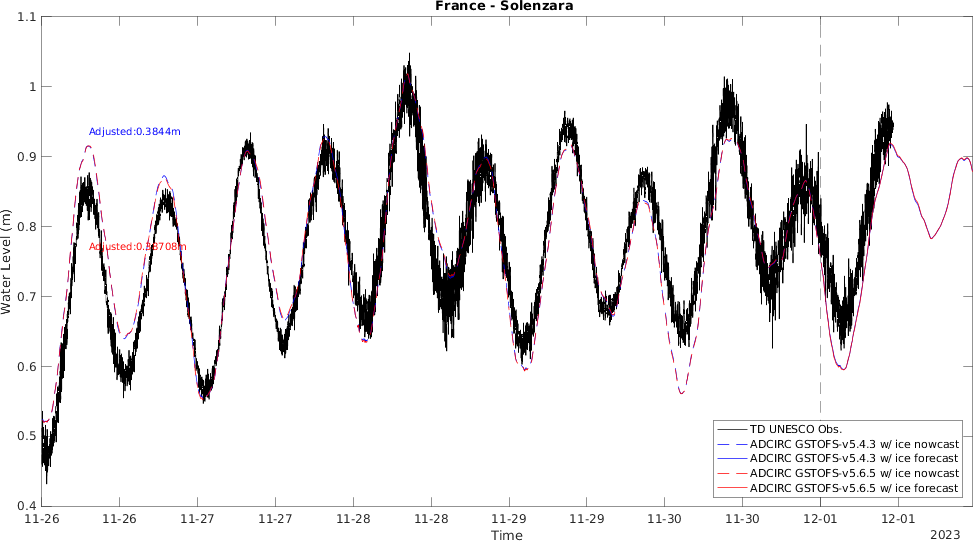 France - Solenzara
1.1
1
0.9
0.8
0.7
0.6
0.5
0.4
Water Level (m)
Adjusted:0.3844m
Adjusted:0.38708m
TD UNESCO Obs.
ADCIRC GSTOFS-v5.4.3 w/ ice nowcast
ADCIRC GSTOFS-v5.4.3 w/ ice forecast
ADCIRC GSTOFS-v5.6.5 w/ ice nowcast
ADCIRC GSTOFS-v5.6.5 w/ ice forecast
11-26 11-26 11-27 11-27 11-28 11-28 11-29 11-29 11-30 11-30 12-01 12-01
Time
2023